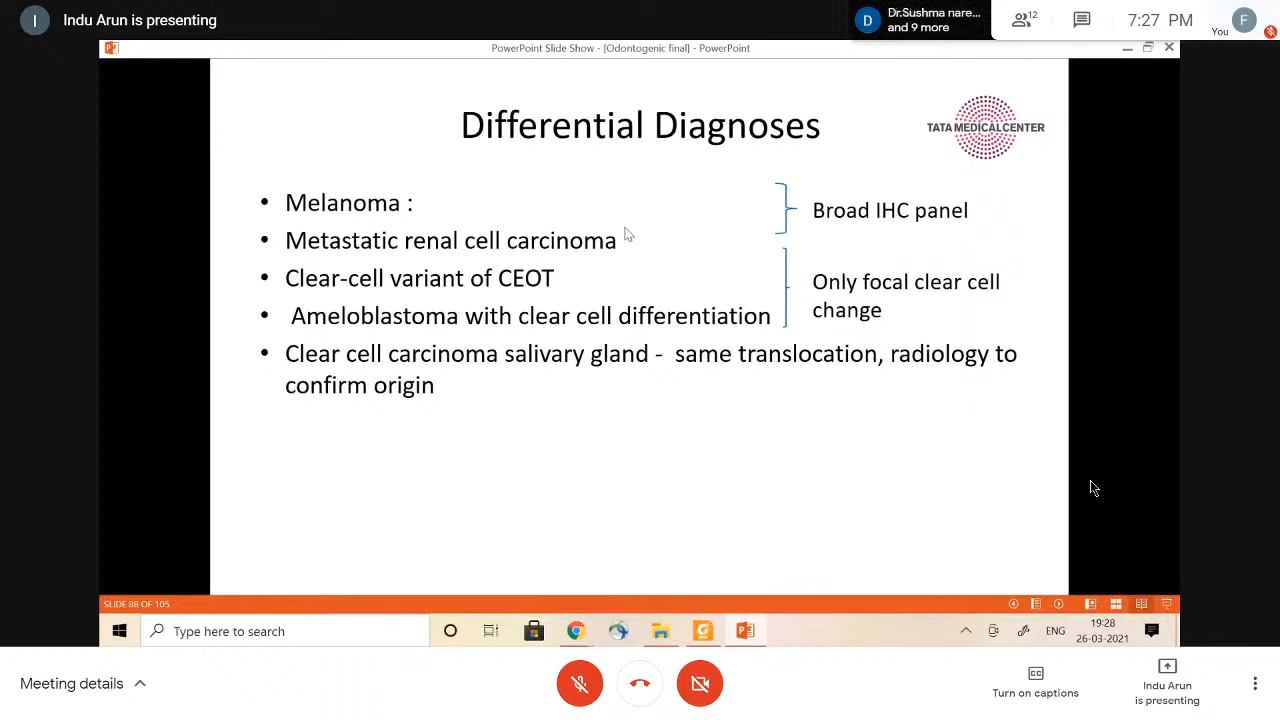 I
Indu Arun is presenting
D
Dr.Sushma nare...
and 9 more
12
7:27 PM
You
F
PowerPoint Slide Show - [Odontogenic final] - PowerPoint
Differential Diagnoses
TATA MEDICAL CENTER
• Melanoma :
• Metastatic renal cell carcinoma
Broad IHC panel
• Clear-cell variant of CEOT
• Ameloblastoma with clear cell differentiation
Only focal clear cell
change
• Clear cell carcinoma salivary gland - same translocation, radiology to
confirm origin
SLIDE 88 OF 105
Type here to search
ENG
19:28
26-03-2021
Meeting details
CC
Turn on captions
Indu Arun
is presenting